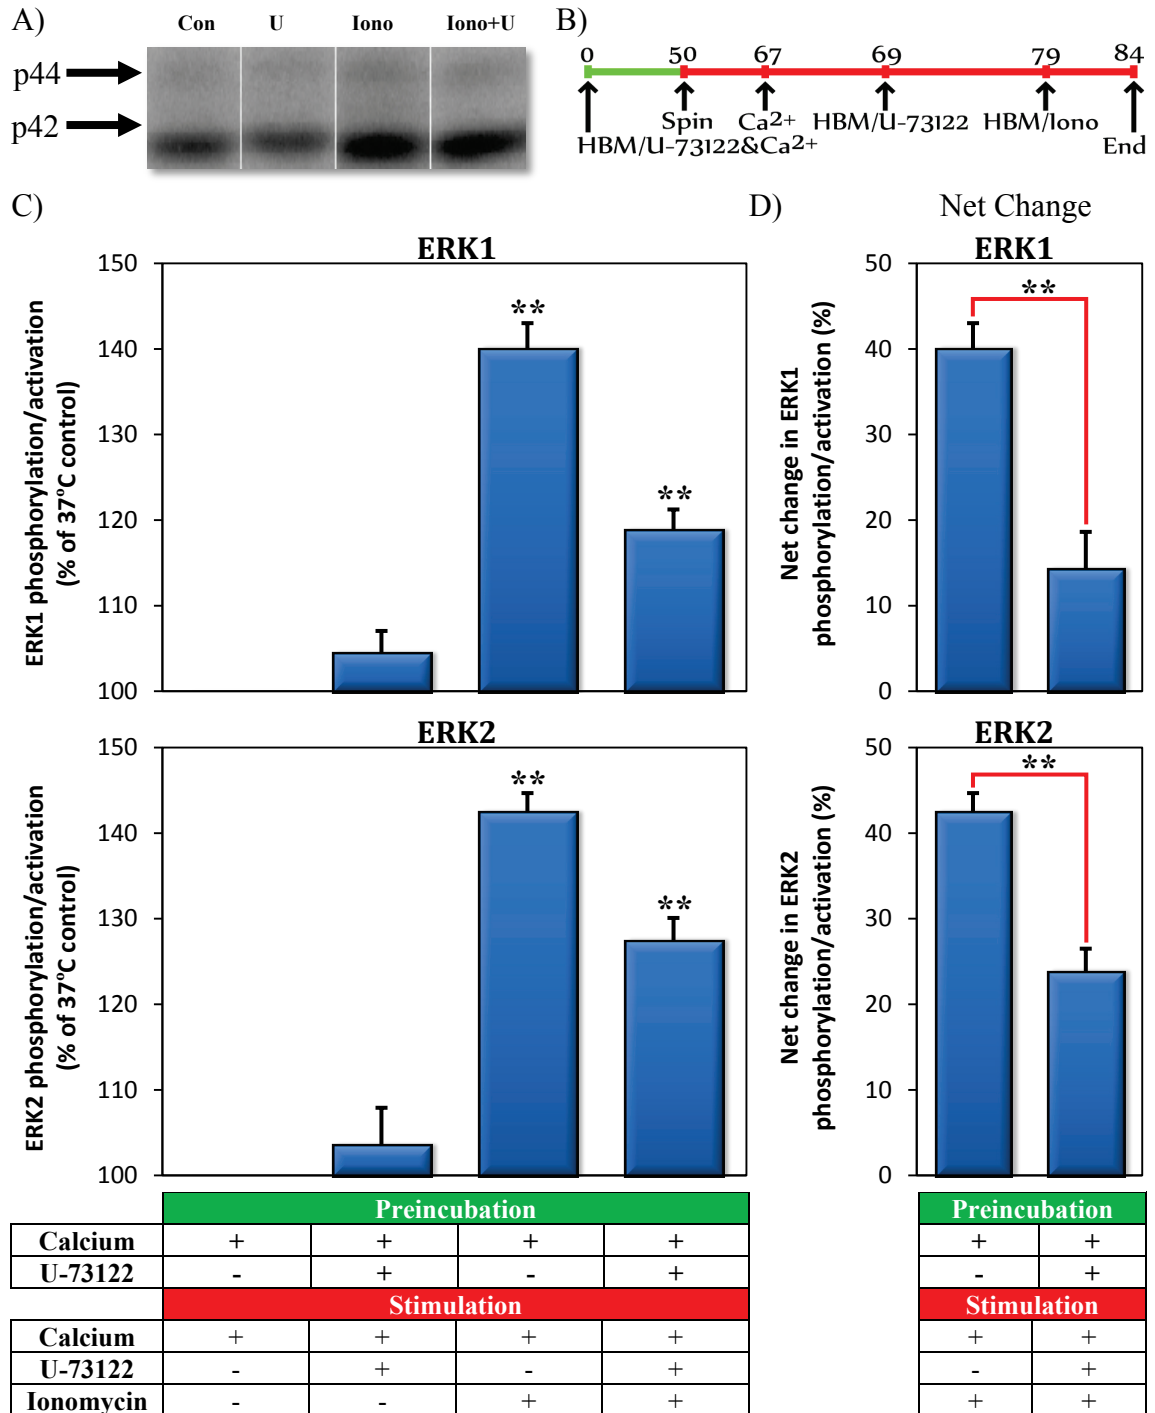 A)
Con U Iono Iono+U
p44
p42
B)
0 50 67 69 79 84
Spin Ca2+ HBM/U-73122 HBM/Iono
HBM/U-73122&Ca2+ End
C)
ERK1
150
140
130
120
110
100
ERK1 phosphorylation/activation
(% of 37°C control)
**
**
D)
Net Change
ERK1
50
40
30
20
10
0
Net change in ERK1
phosphorylation/activation (%)
**
ERK2
150
140
130
120
110
100
ERK2 phosphorylation/activation
(% of 37°C control)
**
**
ERK2
50
40
30
20
10
0
Net change in ERK2
phosphorylation/activation (%)
**
Preincubation
Calcium + + + +
U-73122 - + - +
Stimulation
Calcium + + + +
U-73122 - + - +
Ionomycin - - + +
Preincubation
+ +
- +
Stimulation
+ +
- +
+ +